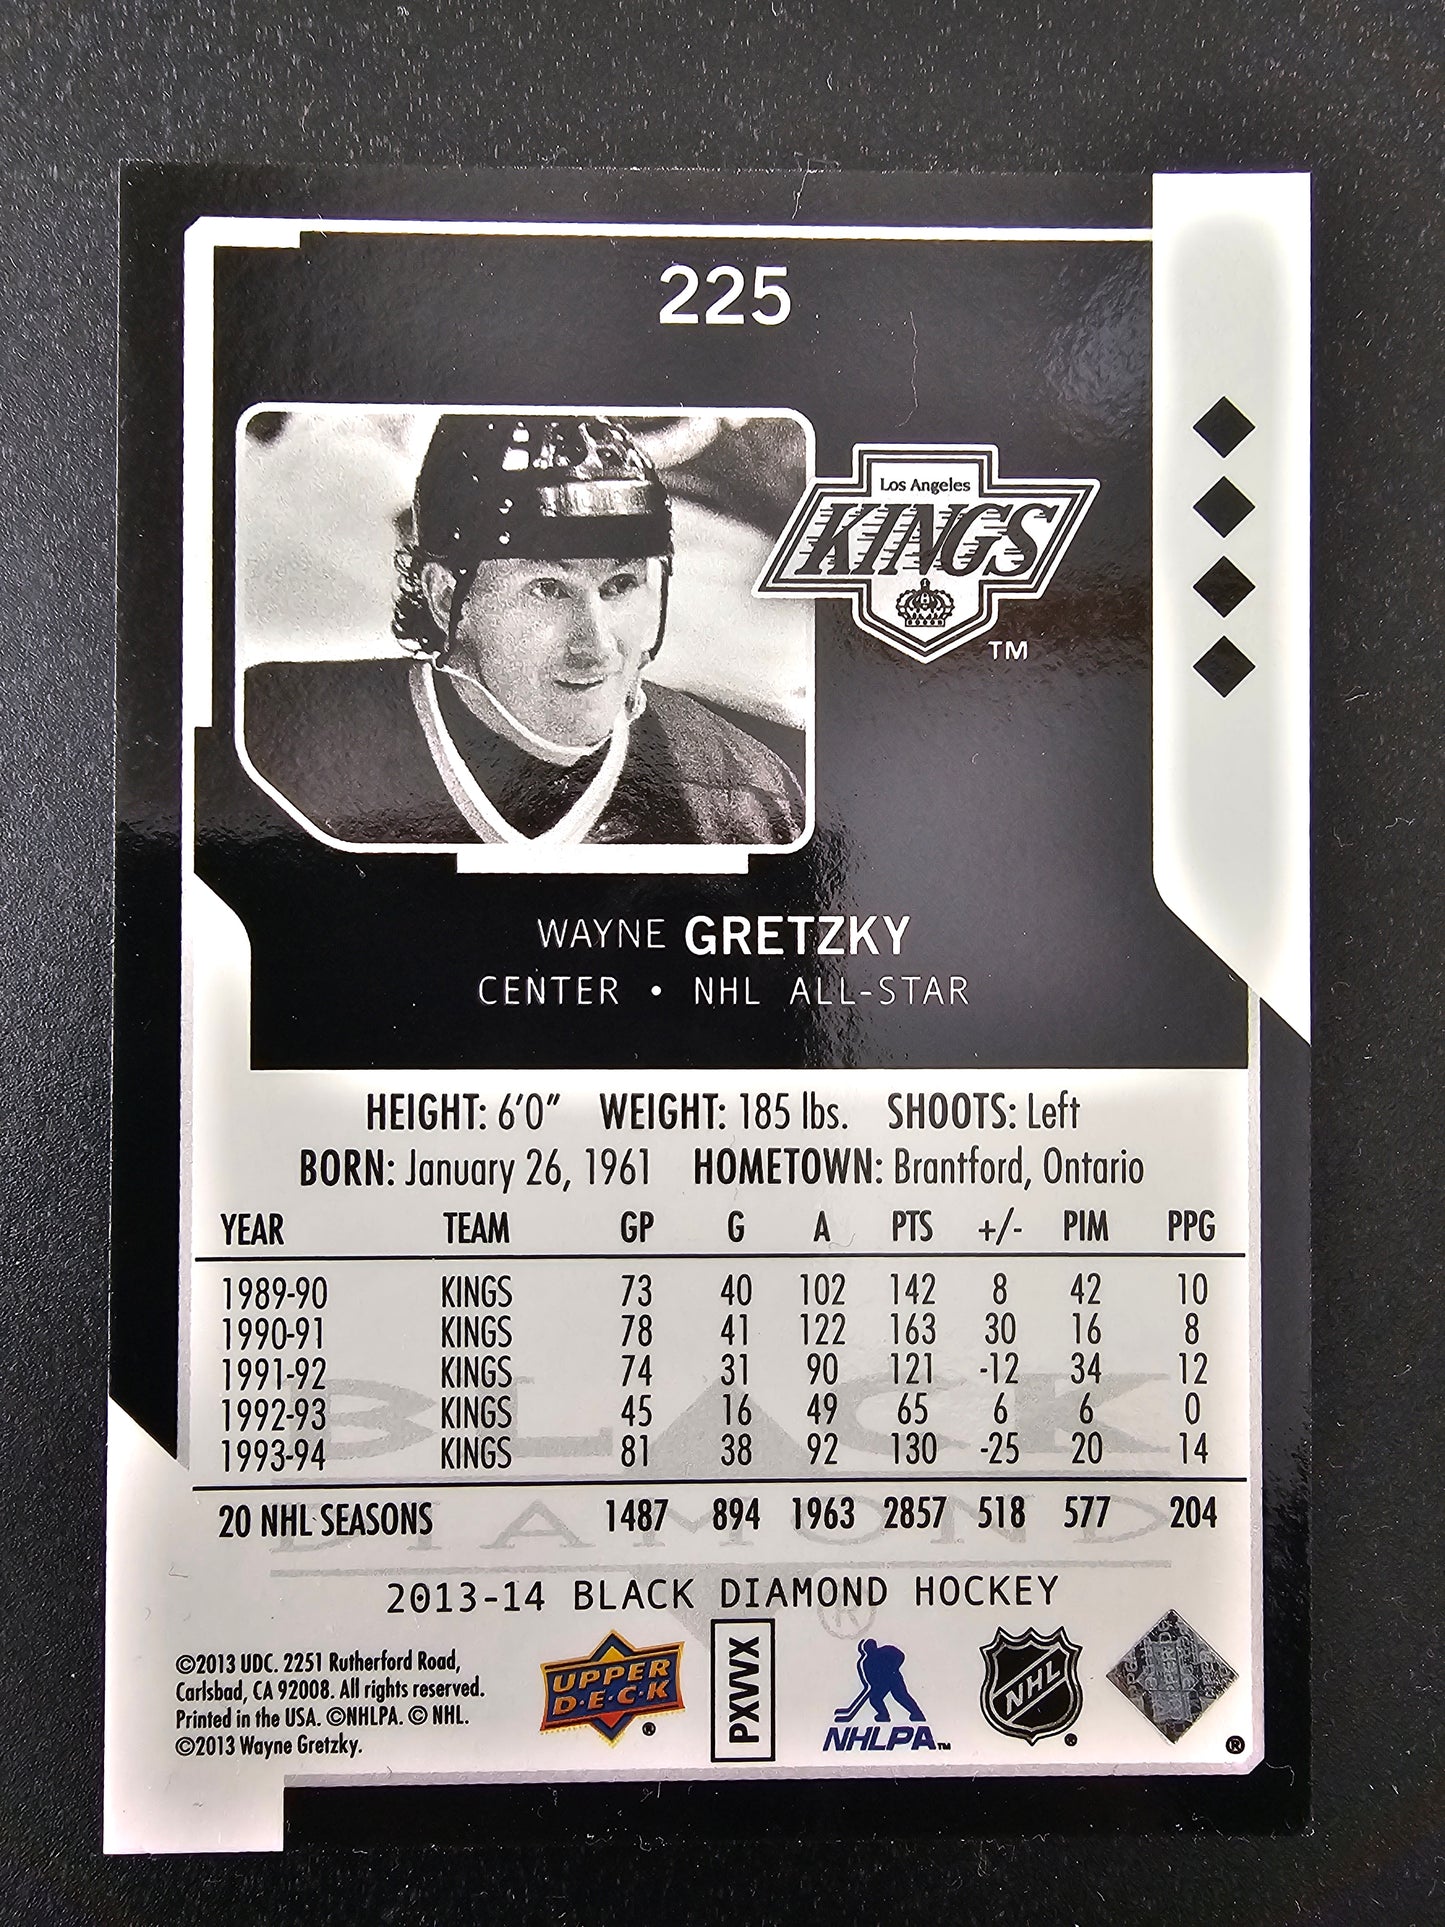 225
Los Angeles
KINGS
TM
WAYNE GRETZKY
CENTER • NHL ALL-STAR
HEIGHT: 6'0" WEIGHT: 185 lbs. SHOOTS: Left
BORN: January 26, 1961 HOMETOWN: Brantford, Ontario
YEAR TEAM GP G A PTS +/- PIM PPG
1989-90 KINGS 73 40 102 142 8 42 10
1990-91 KINGS 78 41 122 163 30 16 8
1991-92 KINGS 74 31 90 121 -12 34 12
1992-93 KINGS 45 16 49 65 6 6 0
1993-94 KINGS 81 38 92 130 -25 20 14
BLACK
20 NHL SEASONS 1487 894 1963 2857 518 577 204
DIAMOND
®
2013-14 BLACK DIAMOND HOCKEY
©2013 UDC. 2251 Rutherford Road,
Carlsbad, CA 92008. All rights reserved.
Printed in the USA. ©NHLPA. © NHL.
©2013 Wayne Gretzky.
UPPER
D·E·C·K
®
PXVVX
NHLPA™
NHL
®
®